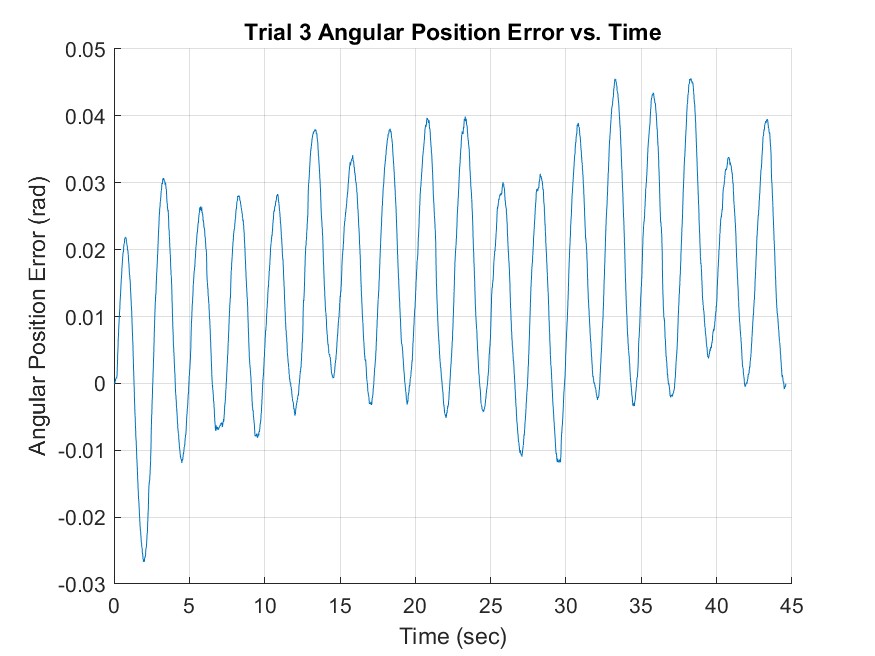 Trial 3 Angular Position Error vs. Time
0.05
0.04
0.03
0.02
0.01
0
-0.01
-0.02
-0.03
Angular Position Error (rad)
0 5 10 15 20 25 30 35 40 45
Time (sec)